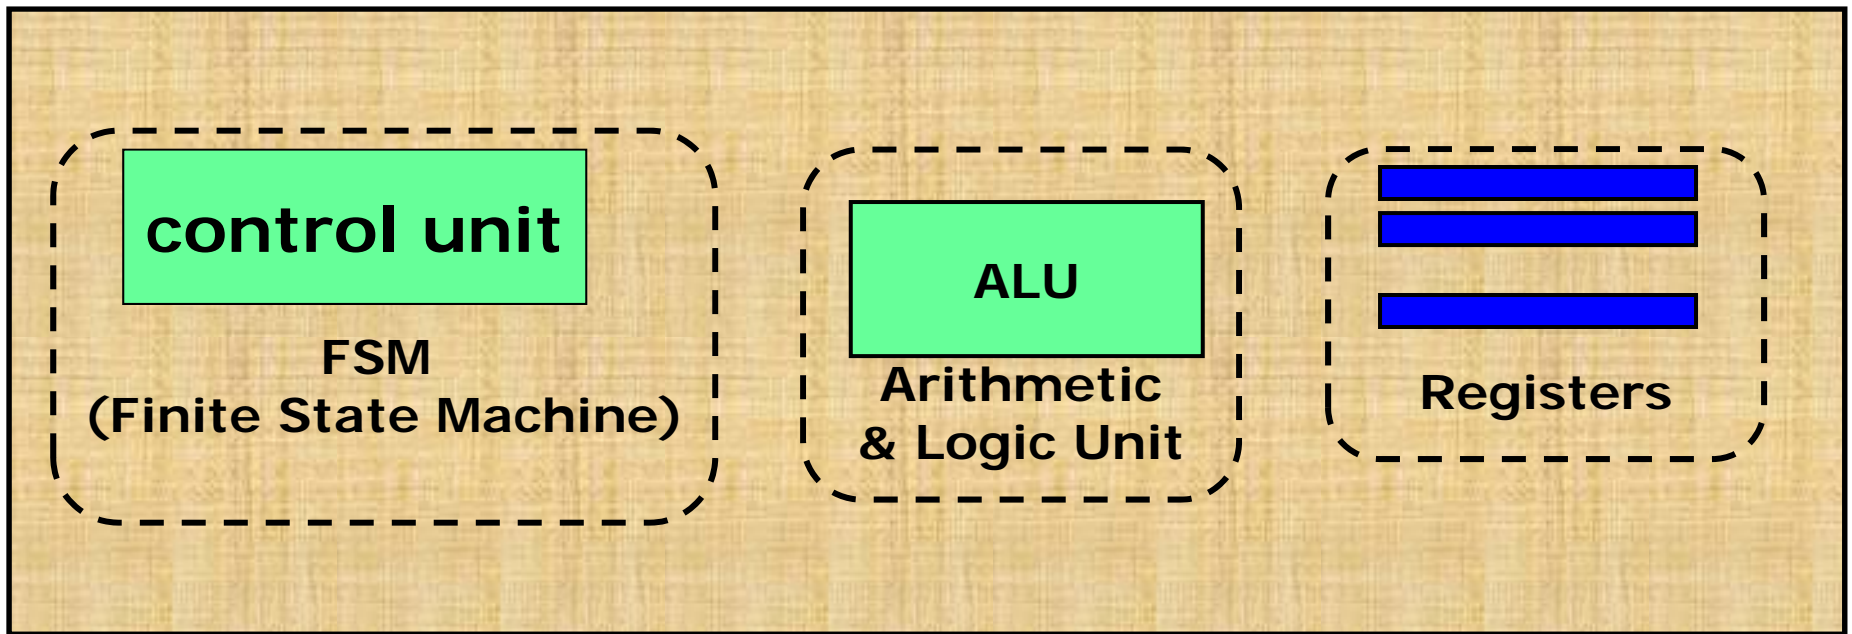 control unit
FSM
(Finite State Machine)
ALU
Arithmetic
& Logic Unit
Registers